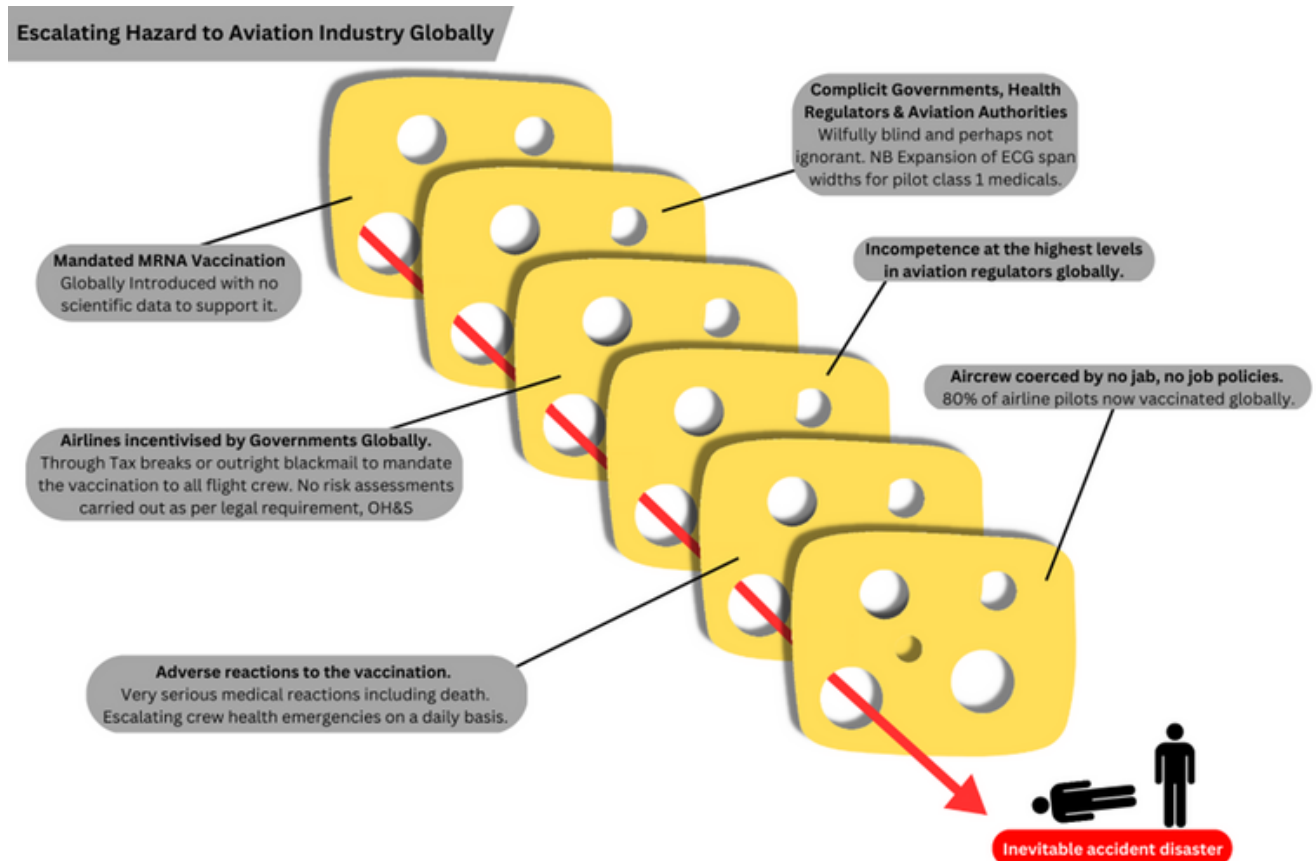 Escalating Hazard to Aviation Industry Globally
Complicit Governments, Health
Regulators & Aviation Authorities
Wilfully blind and perhaps not
ignorant. NB Expansion of ECG span
widths for pilot class 1 medicals.
Mandated MRNA Vaccination
Globally Introduced with no
scientific data to support it.
Incompetence at the highest levels
in aviation regulators globally.
Aircrew coerced by no jab, no job policies.
80% of airline pilots now vaccinated globally.
Airlines incentivised by Governments Globally.
Through Tax breaks or outright blackmail to mandate
the vaccination to all flight crew. No risk assessments
carried out as per legal requirement, OH&S
Adverse reactions to the vaccination.
Very serious medical reactions including death.
Escalating crew health emergencies on a daily basis.
Inevitable accident disaster